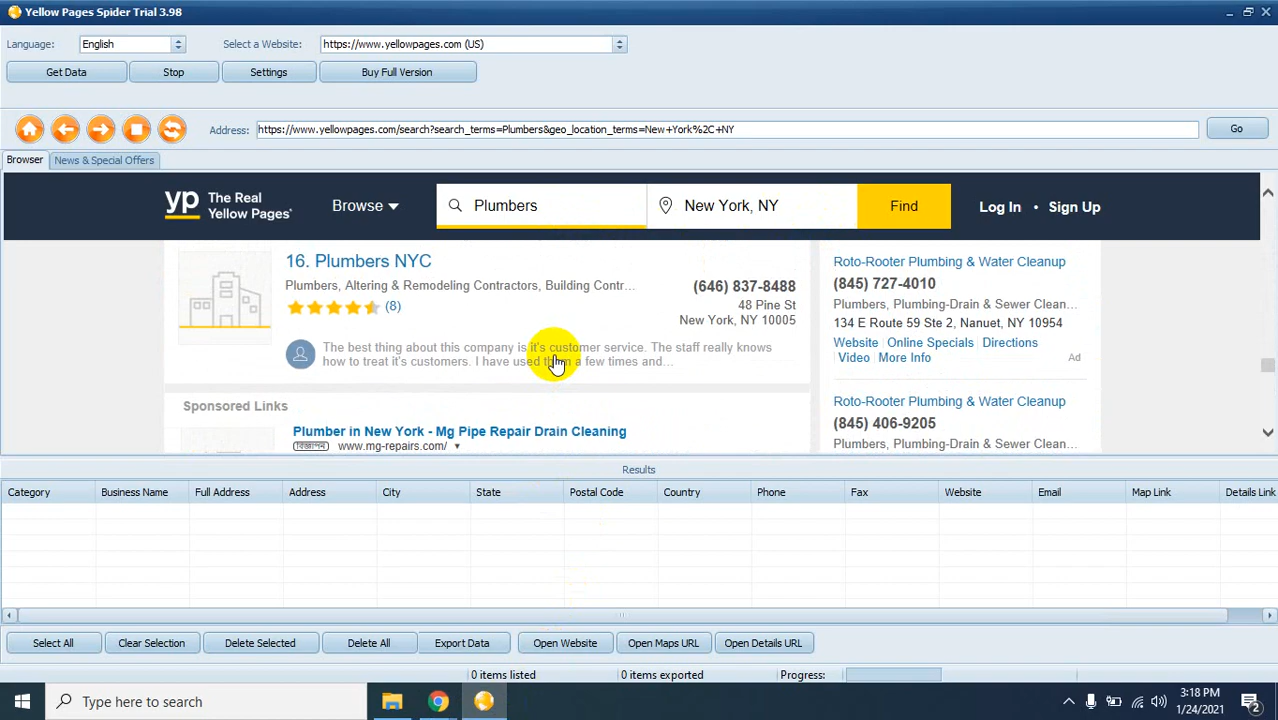 Yellow Pages Spider Trial 3.98
Language: English Select a Website: https://www.yellowpages.com (US)
Get Data Stop Settings Buy Full Version
Address: https://www.yellowpages.com/search?search_terms=Plumbers&geo_location_terms=New+York%2C+NY Go
Browser News & Special Offers
yp The Real Yellow Pages® Browse Plumbers New York, NY Find Log In • Sign Up
16. Plumbers NYC
Plumbers, Altering & Remodeling Contractors, Building Contr...
(8)
(646) 837-8488
48 Pine St
New York, NY 10005
The best thing about this company is it's customer service. The staff really knows
how to treat it's customers. I have used them a few times and...
Sponsored Links
Plumber in New York - Mg Pipe Repair Drain Cleaning
বিজ্ঞাপন www.mg-repairs.com/
Roto-Rooter Plumbing & Water Cleanup
(845) 727-4010
Plumbers, Plumbing-Drain & Sewer Clean...
134 E Route 59 Ste 2, Nanuet, NY 10954
Website Online Specials Directions
Video More Info Ad
Roto-Rooter Plumbing & Water Cleanup
(845) 406-9205
Plumbers, Plumbing-Drain & Sewer Clean...
Results
Category Business Name Full Address Address City State Postal Code Country Phone Fax Website Email Map Link Details Link
Select All Clear Selection Delete Selected Delete All Export Data Open Website Open Maps URL Open Details URL
0 items listed 0 items exported Progress:
Type here to search
3:18 PM
1/24/2021
2